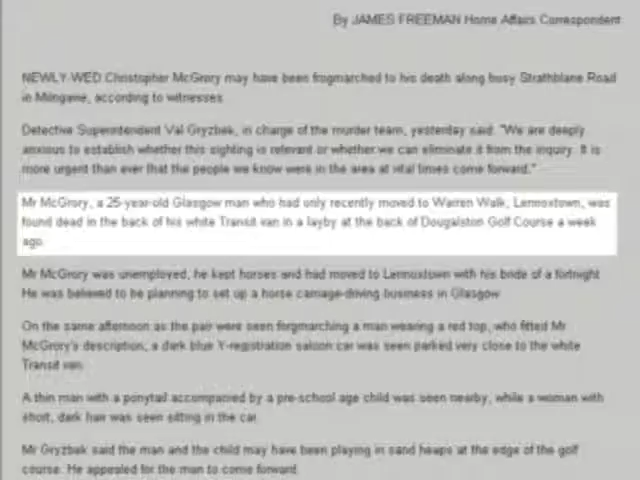 By JAMES FREEMAN Home Affairs Correspondent
NEWLY-WED Christopher McGrory may have been frogmarched to his death along busy Strathblane Road
in Milngavie, according to witnesses.
Detective Superintendent Val Gryzbek, in charge of the murder team, yesterday said: "We are deeply
anxious to establish whether this sighting is relevant or whether we can eliminate it from the inquiry. It is
more urgent than ever that the people we know were in the area at vital times come forward."
Mr McGrory, a 25-year-old Glasgow man who had only recently moved to Warren Walk, Lennoxtown, was
found dead in the back of his white Transit van in a layby at the back of Dougalston Golf Course a week
ago.
Mr McGrory was unemployed, he kept horses and had moved to Lennoxtown with his bride of a fortnight.
He was believed to be planning to set up a horse carriage-driving business in Glasgow.
On the same afternoon as the pair were seen forgmarching a man wearing a red top, who fitted Mr
McGrory's description, a dark blue Y-registration saloon car was seen parked very close to the white
Transit van.
A thin man with a ponytail accompanied by a pre-school age child was seen nearby, while a woman with
short, dark hair was seen sitting in the car.
Mr Gryzbek said the man and the child may have been playing in sand heaps at the edge of the golf
course. He appealed for the man to come forward.